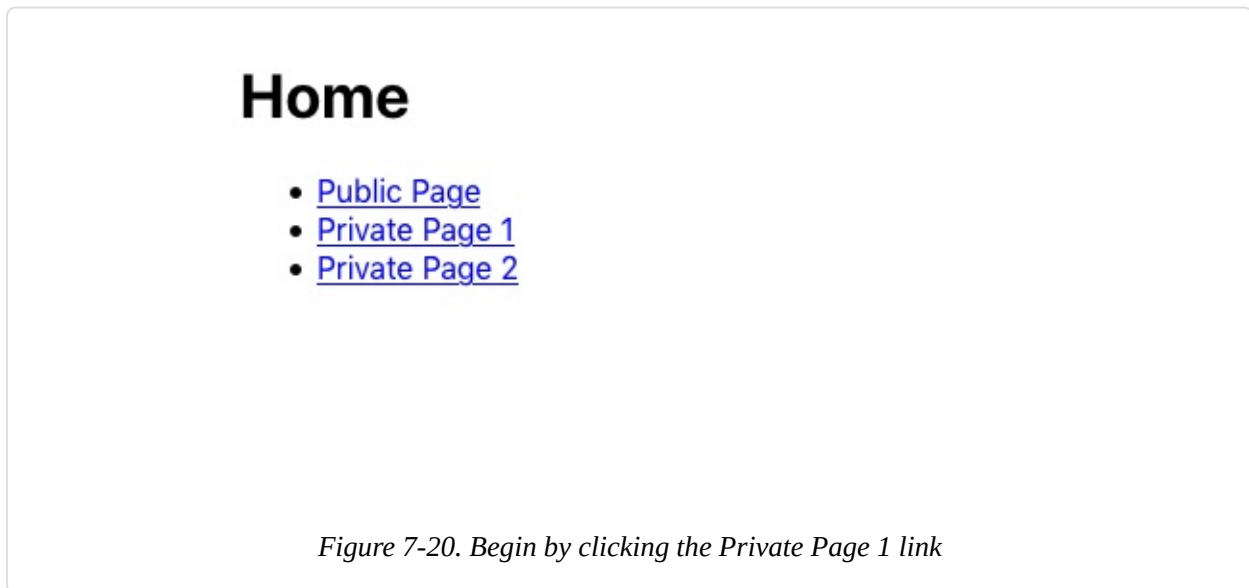 Home
Public Page
Private Page 1
Private Page 2
Figure 7-20. Begin by clicking the Private Page 1 link